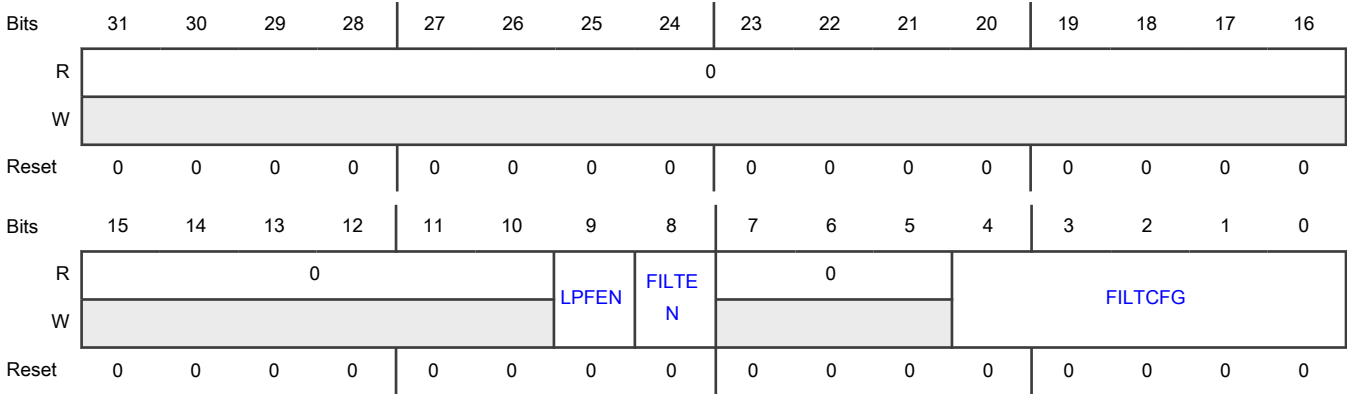 Bits 31 30 29 28 27 26 25 24 23 22 21 20 19 18 17 16
R 0
W
Reset 0 0 0 0 0 0 0 0 0 0 0 0 0 0 0 0
Bits 15 14 13 12 11 10 9 8 7 6 5 4 3 2 1 0
R 0 LPFEN FILTE 0 FILTCFG
W N
Reset 0 0 0 0 0 0 0 0 0 0 0 0 0 0 0 0